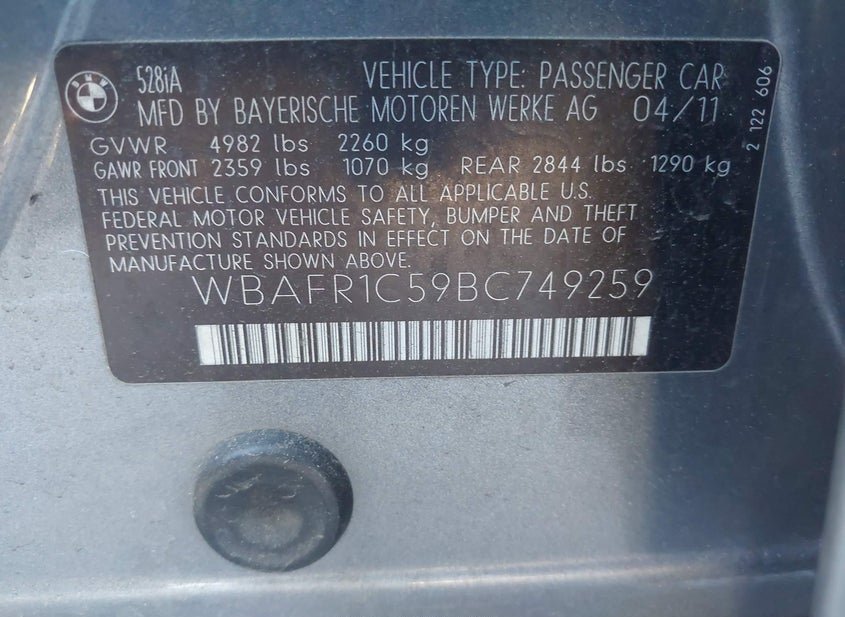 BMW
528iA VEHICLE TYPE: PASSENGER CAR
MFD BY BAYERISCHE MOTOREN WERKE AG 04/11
GVWR 4982 lbs 2260 kg
GAWR FRONT 2359 lbs 1070 kg REAR 2844 lbs 1290 kg
THIS VEHICLE CONFORMS TO ALL APPLICABLE U.S.
FEDERAL MOTOR VEHICLE SAFETY, BUMPER AND THEFT
PREVENTION STANDARDS IN EFFECT ON THE DATE OF
MANUFACTURE SHOWN ABOVE.
WBAFR1C59BC749259
2 122 606